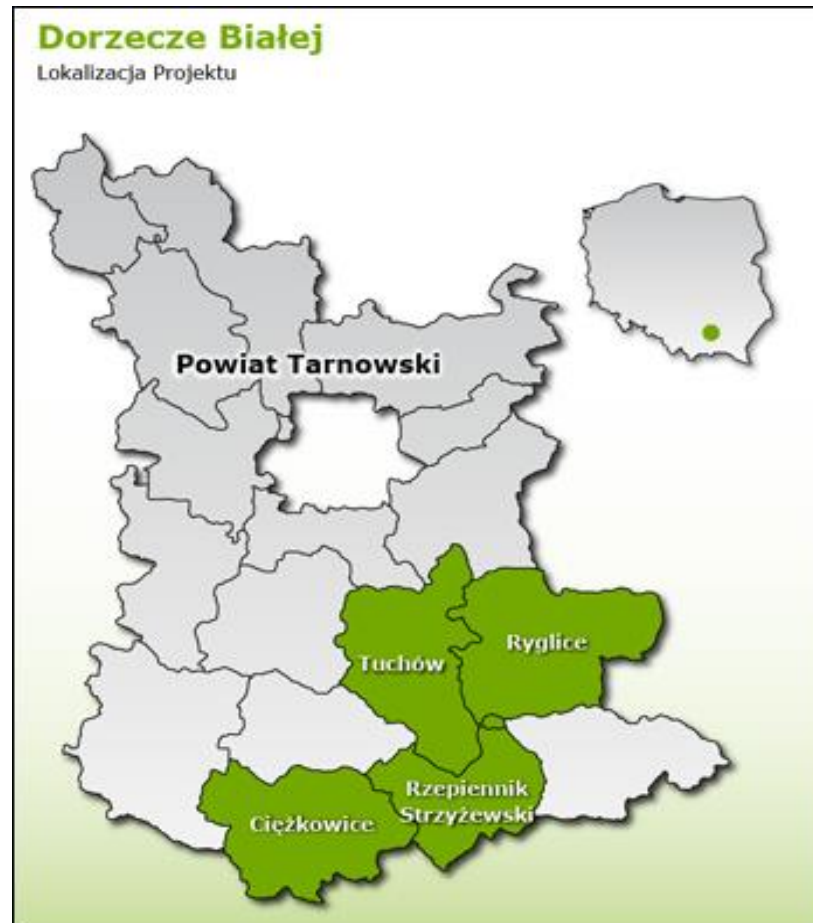 Dorzecze Białej
Lokalizacja Projektu
Powiat Tarnowski
Ryglice
Tuchów
Rzepiennik
Strzyżewski
Ciężkowice